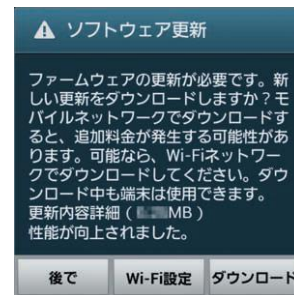 ソフトウェア更新
ファームウェアの更新が必要です。新
しい更新をダウンロードしますか？モ
バイルネットワークでダウンロードす
ると、追加料金が発生する可能性があ
ります。可能なら、Wi-Fiネットワー
クでダウンロードしてください。ダウ
ンロード中も端末は使用できます。
更新内容詳細 ( MB )
性能が向上されました。
後で Wi-Fi設定 ダウンロード